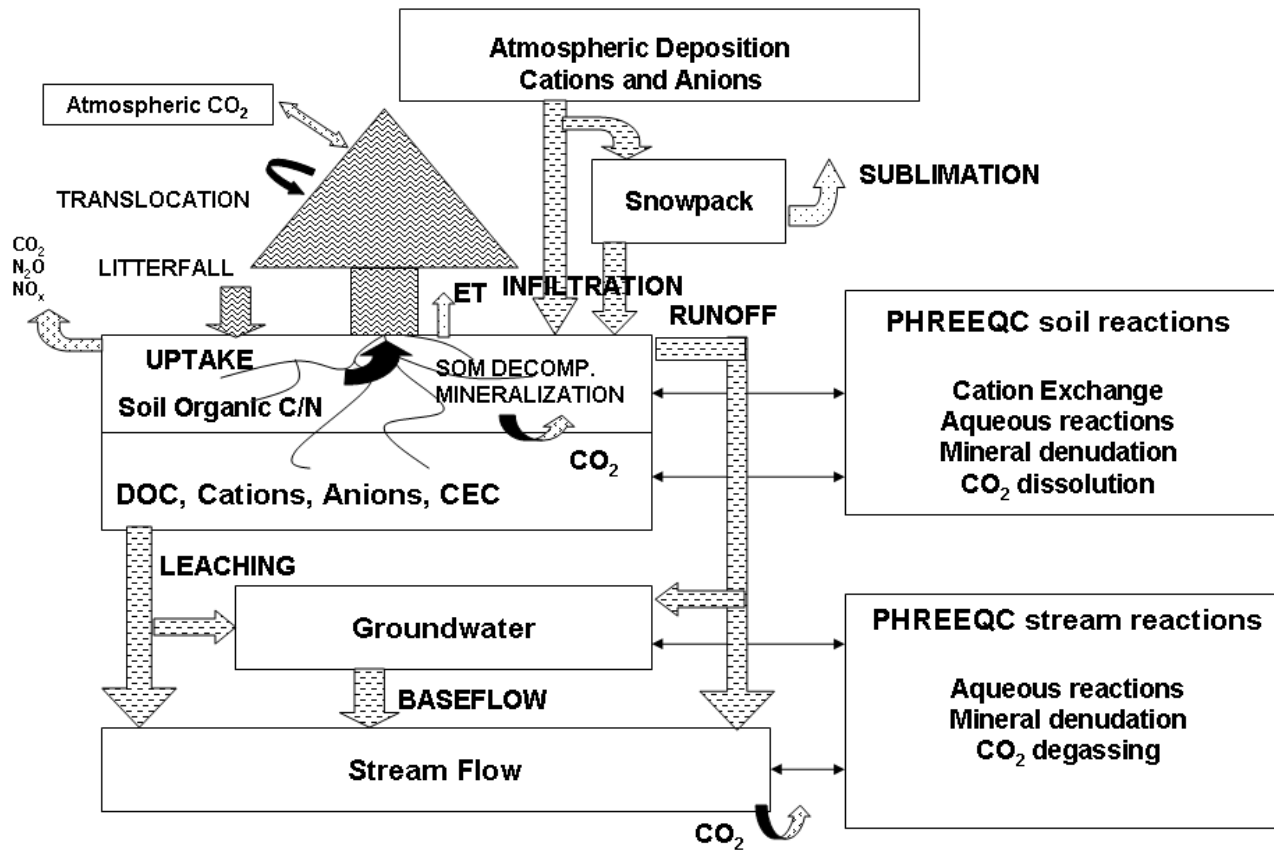 Atmospheric Deposition
Cations and Anions
Atmospheric CO₂
Snowpack
SUBLIMATION
TRANSLOCATION
CO₂
N₂O
NOₓ
LITTERFALL
ET
INFILTRATION
RUNOFF
UPTAKE
SOM DECOMP.
MINERALIZATION
Soil Organic C/N
CO₂
DOC, Cations, Anions, CEC
PHREEQC soil reactions
Cation Exchange
Aqueous reactions
Mineral denudation
CO₂ dissolution
LEACHING
Groundwater
BASEFLOW
Stream Flow
CO₂
PHREEQC stream reactions
Aqueous reactions
Mineral denudation
CO₂ degassing